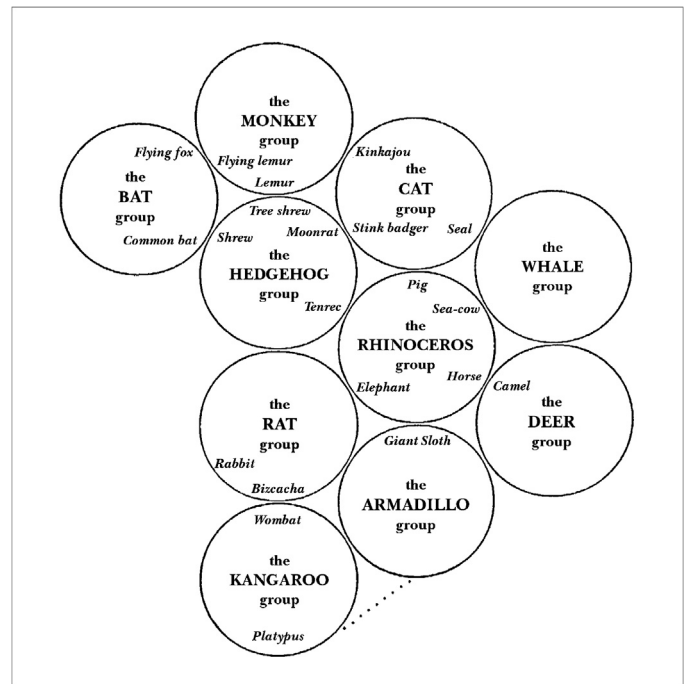 the
MONKEY
group
Flying lemur
Lemur
Flying fox
the
BAT
group
Common bat
Kinkajou
the
CAT
group
Stink badger
Seal
Tree shrew
Moonrat
Shrew
the
HEDGEHOG
group
Tenrec
the
WHALE
group
Pig
Sea-cow
the
RHINOCEROS
group
Horse
Elephant
Camel
the
DEER
group
the
RAT
group
Rabbit
Bizcacha
Giant Sloth
the
ARMADILLO
group
Wombat
the
KANGAROO
group
Platypus